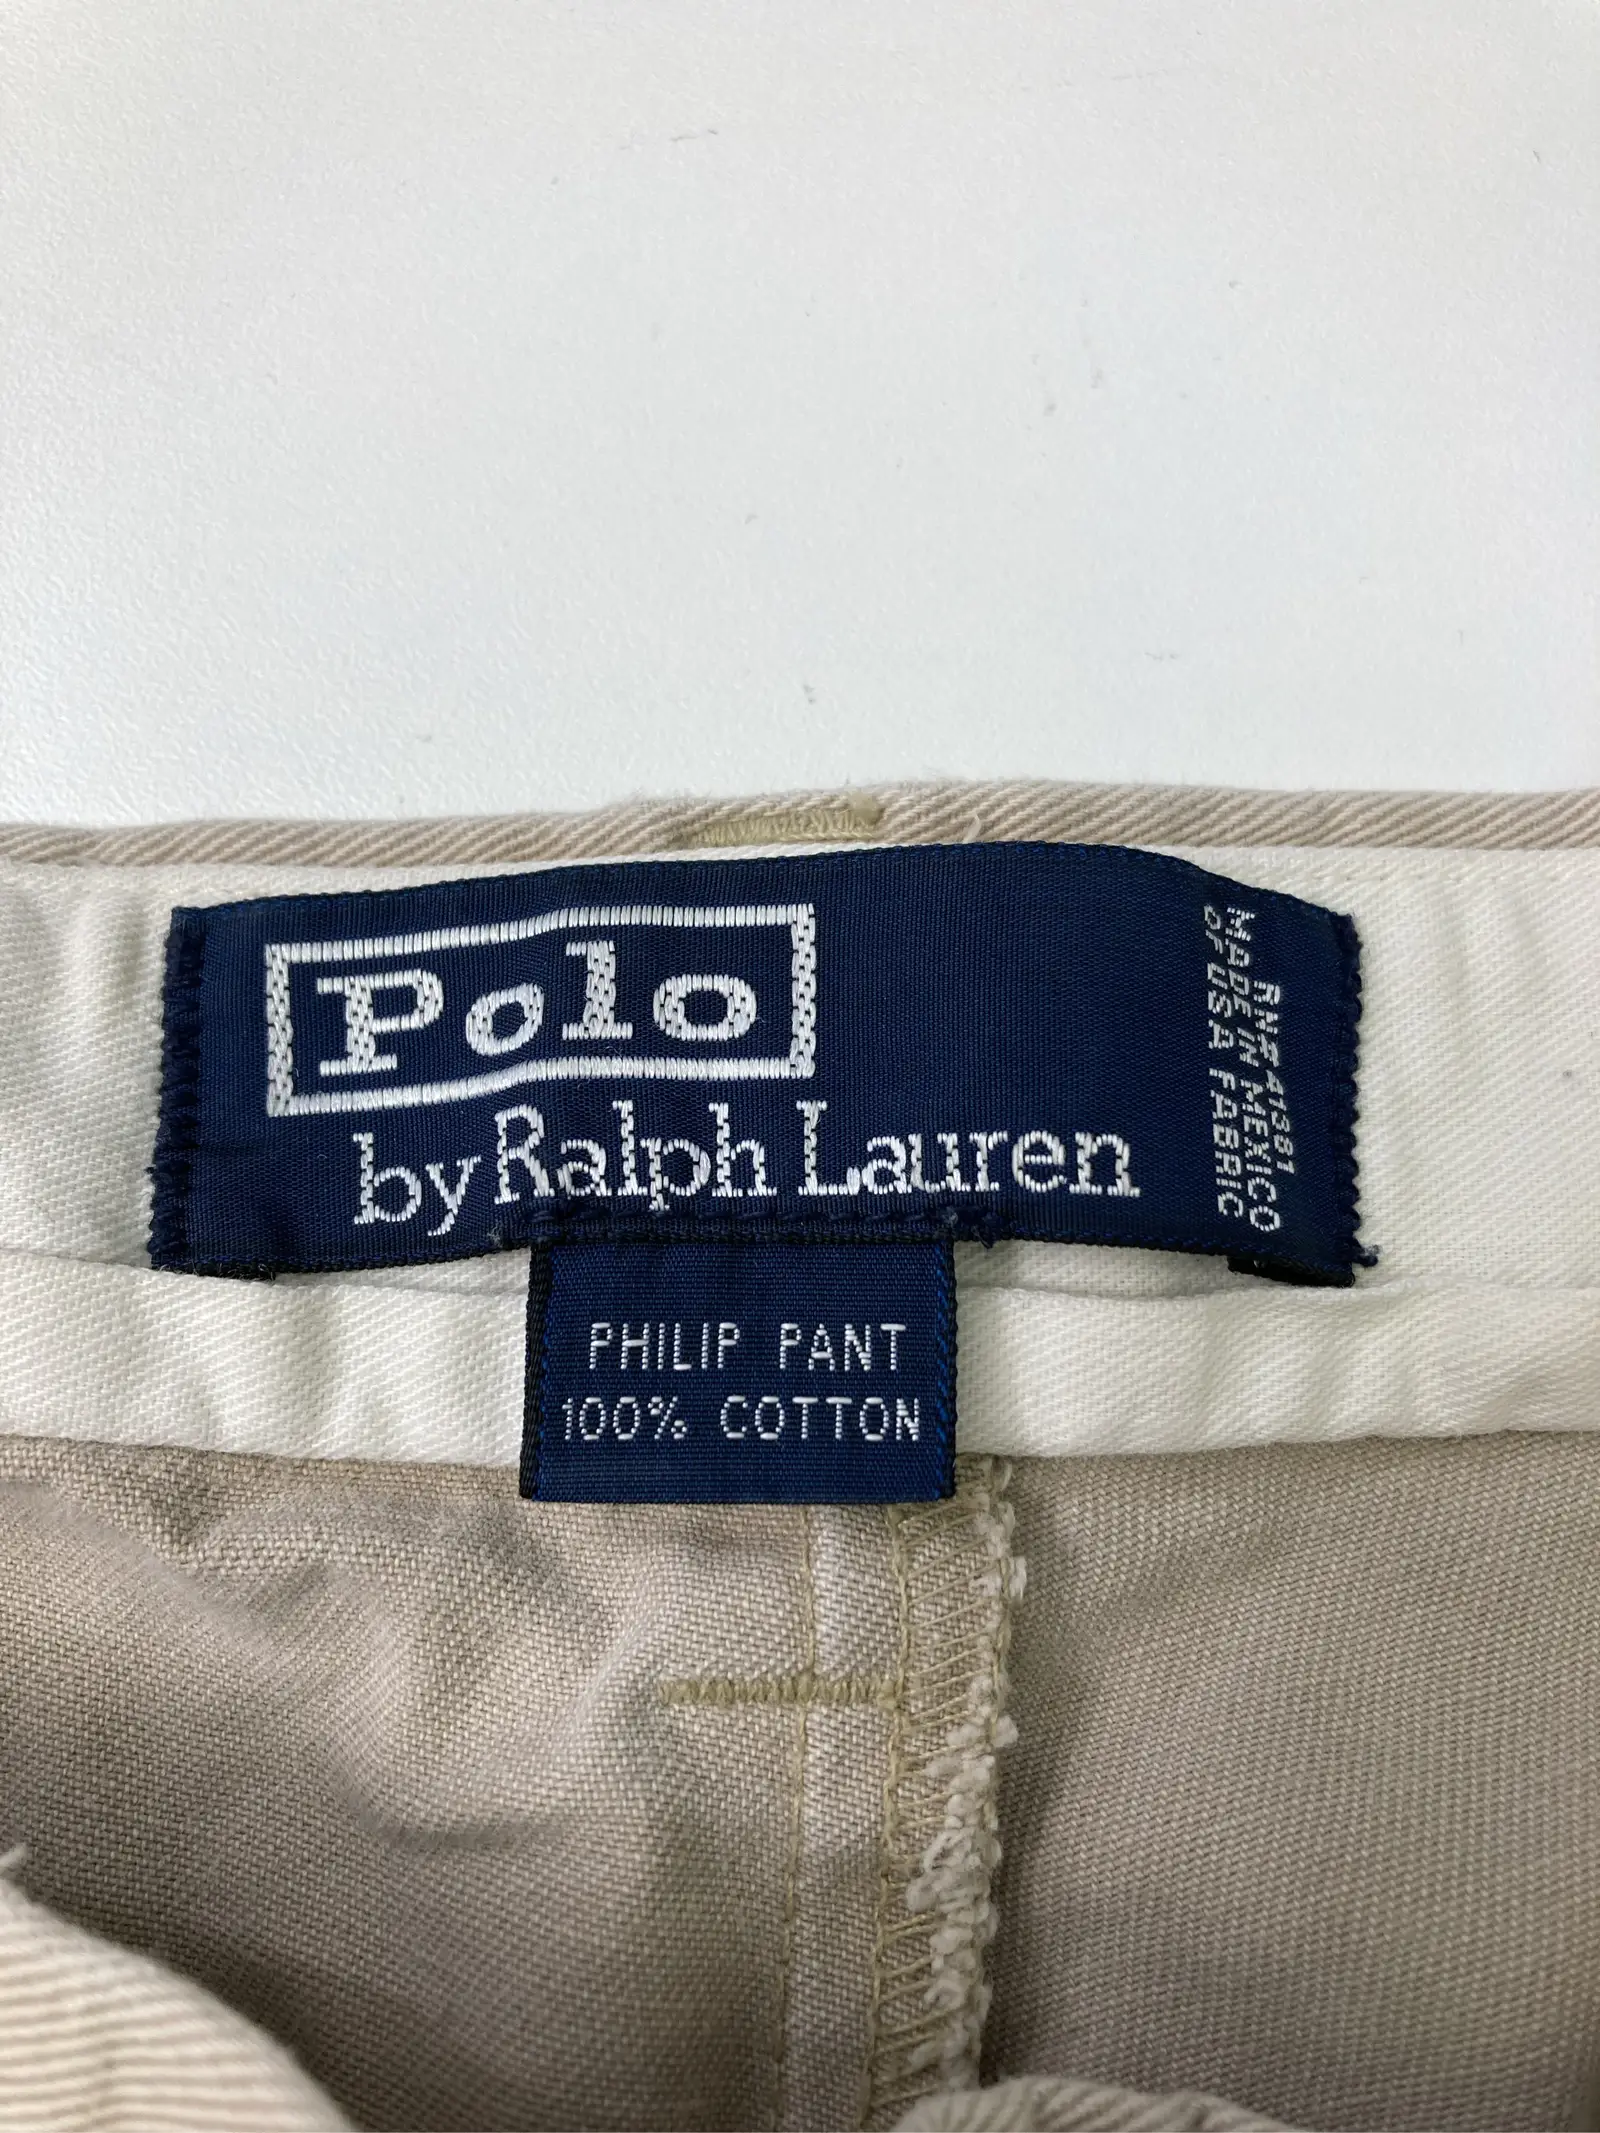 Polo
by Ralph Lauren
RN#41381
MADE IN MEXICO
OF USA FABRIC
PHILIP PANT
100% COTTON